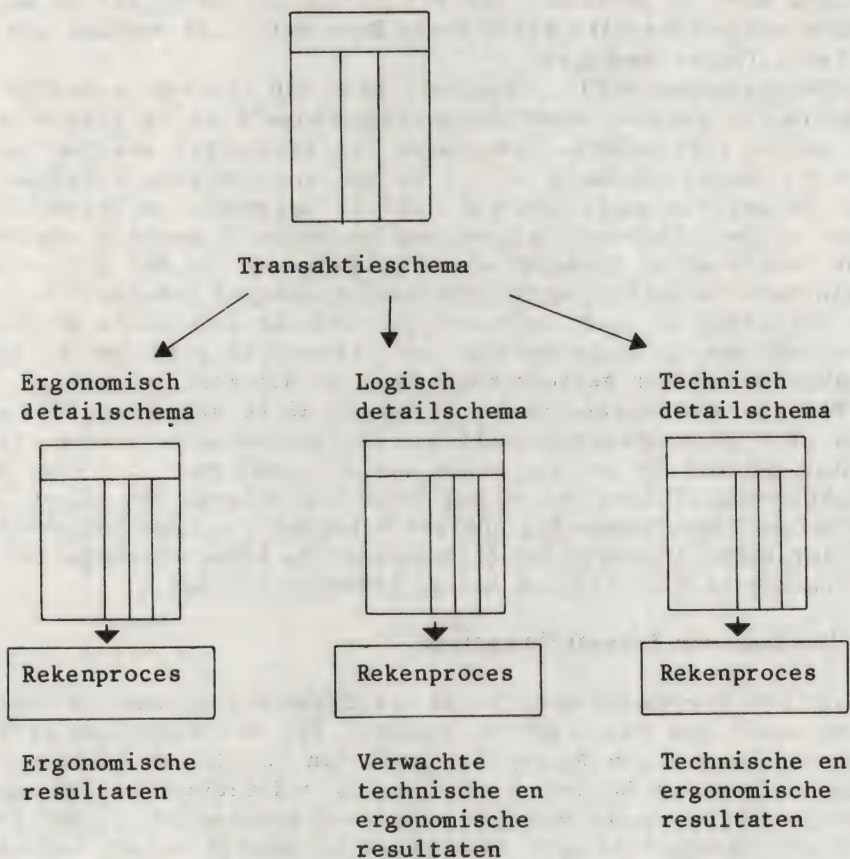 Transaktieschema
Ergonomisch
detailschema
Logisch
detailschema
Technisch
detailschema
Rekenproces
Rekenproces
Rekenproces
Ergonomische
resultaten
Verwachte
technische en
ergonomische
resultaten
Technische en
ergonomische
resultaten